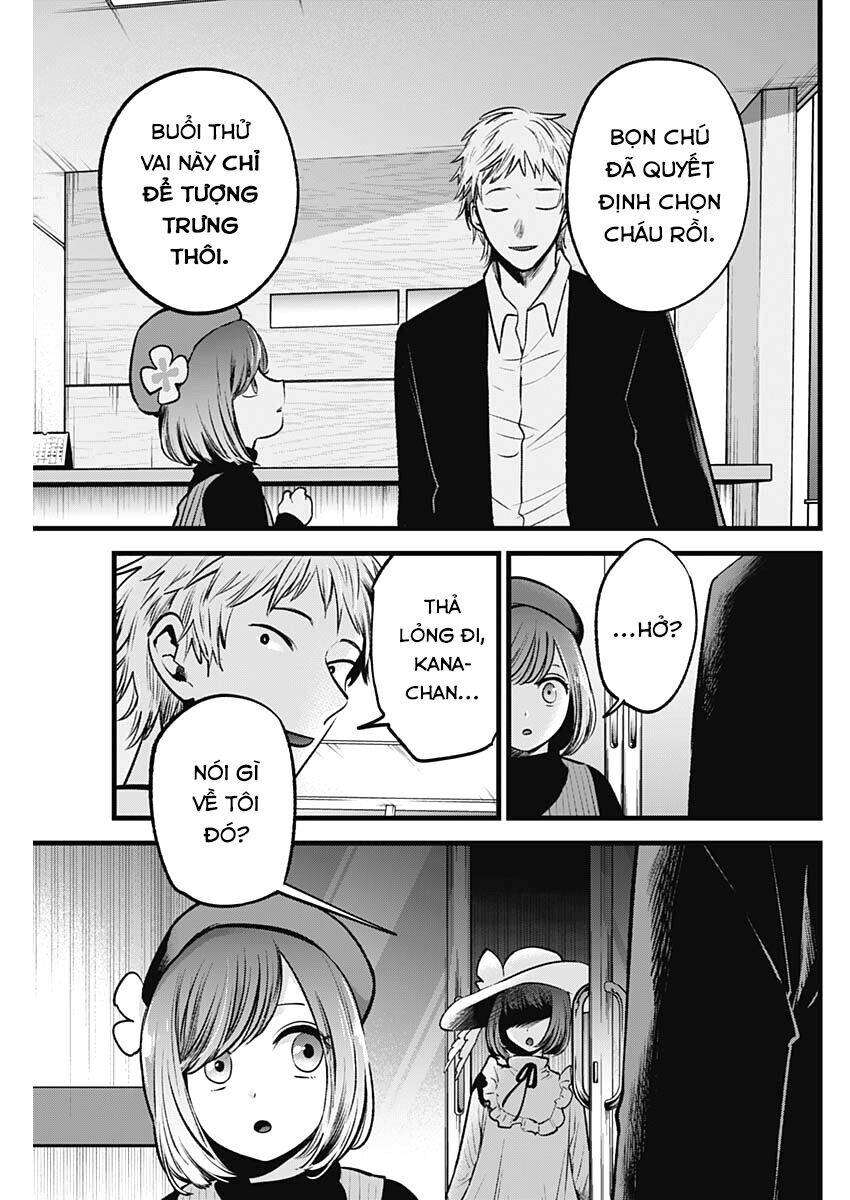 BỌN CHÚ
ĐÃ QUYẾT
ĐỊNH CHỌN
CHÁU RỒI.
BUỔI THỬ
VAI NÀY CHỈ
ĐỂ TƯỢNG
TRƯNG
THÔI.
...HỞ?
THẢ
LỎNG ĐI,
KANA-
CHAN...
NÓI GÌ
VỀ TÔI
ĐÓ?